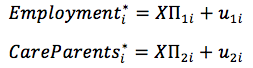 Employment*ᵢ = XΠ₁ᵢ + u₁ᵢ
CareParents*ᵢ = XΠ₂ᵢ + u₂ᵢ